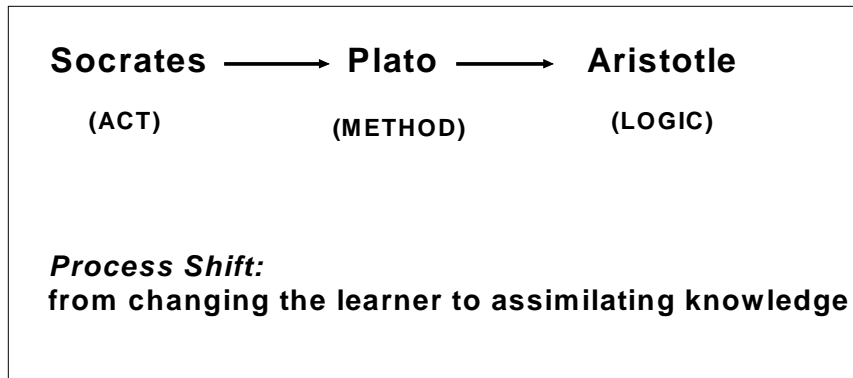 Socrates Plato Aristotle
(ACT) (METHOD) (LOGIC)
Process Shift:
from changing the learner to assimilating knowledge